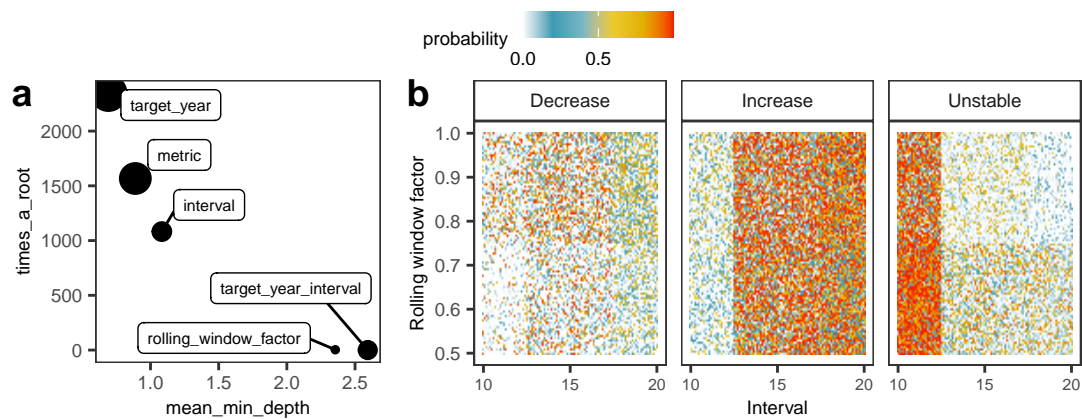 probability
0.0 0.5
a
target_year
metric
interval
target_year_interval
rolling_window_factor
times_a_root
2000
1500
1000
500
0
1.0 1.5 2.0 2.5
mean_min_depth
b
Decrease Increase Unstable
Rolling window factor
1.0
0.9
0.8
0.7
0.6
0.5
10 15 20 10 15 20 10 15 20
Interval